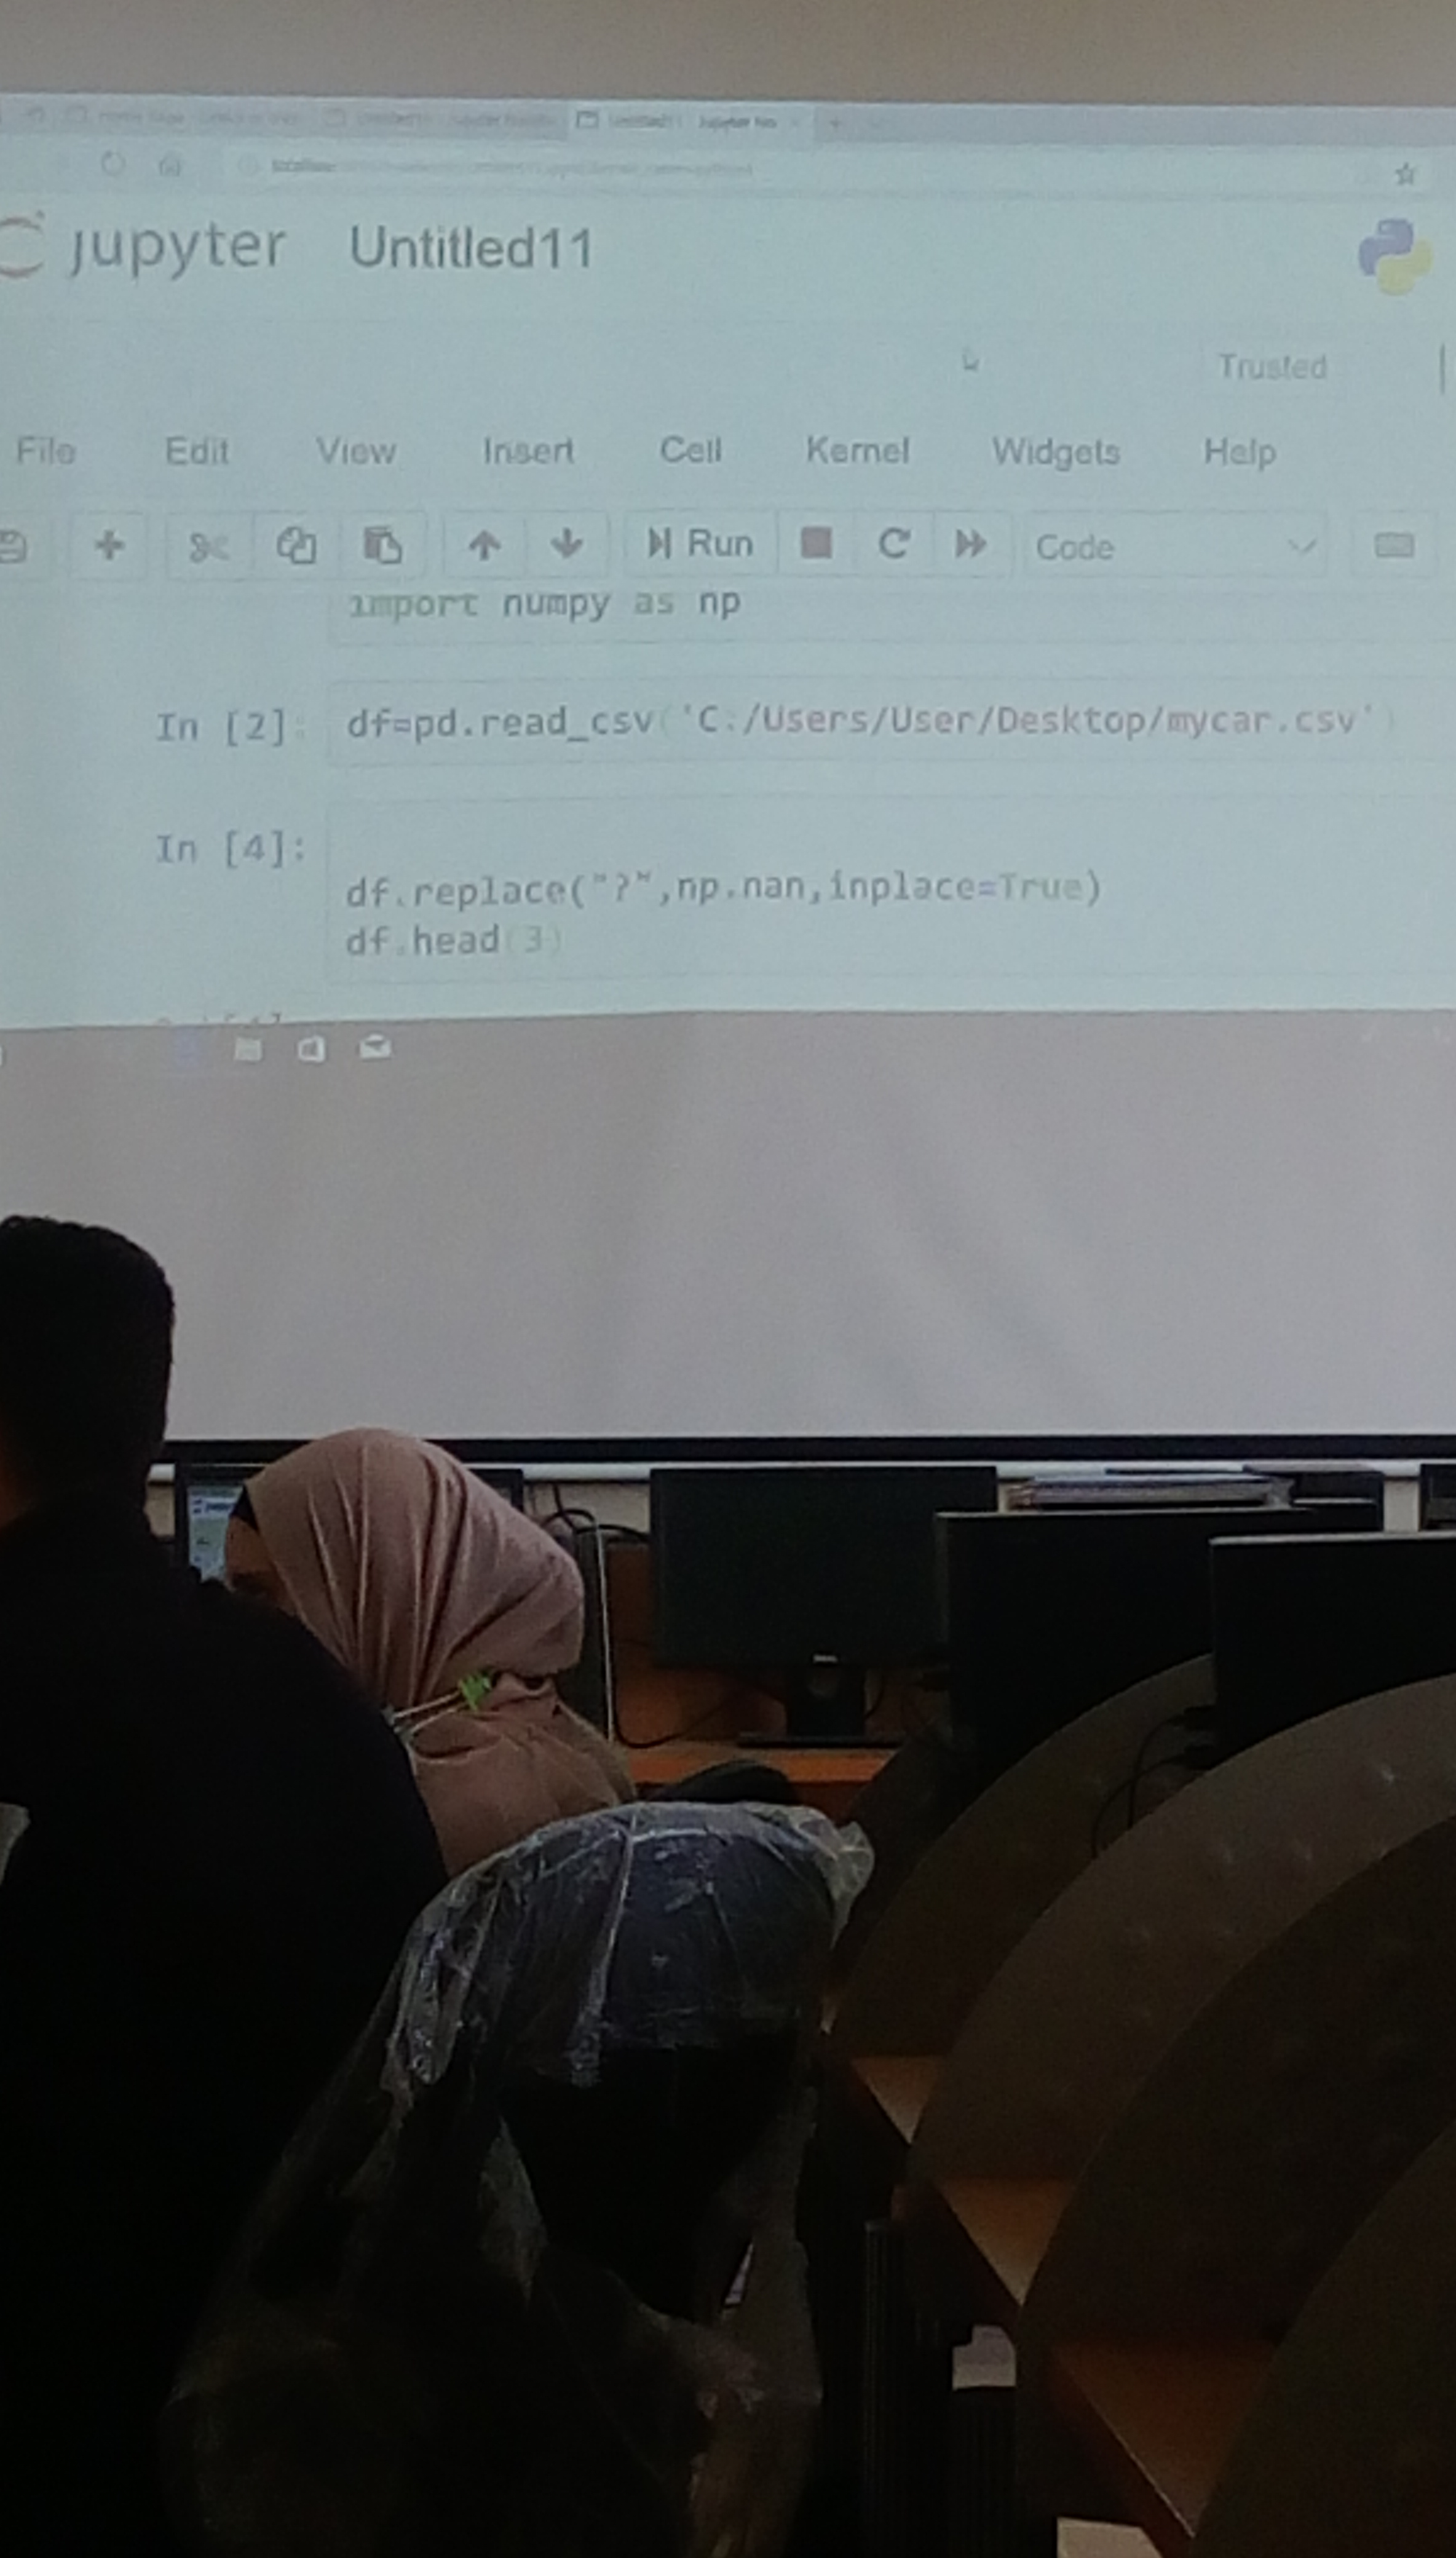 jupyter Untitled11
Trusted
File Edit View Insert Cell Kernel Widgets Help
Run Code
import numpy as np
In [2]: df=pd.read_csv('C:/Users/User/Desktop/mycar.csv')
In [4]:
df.replace("?",np.nan,inplace=True)
df.head(3)